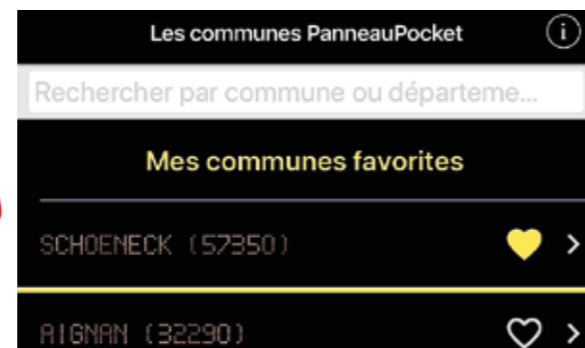 Les communes PanneauPocket
Rechercher par commune ou départeme...
Mes communes favorites
SCHOENECK (57350)
AIGNAN (32290)